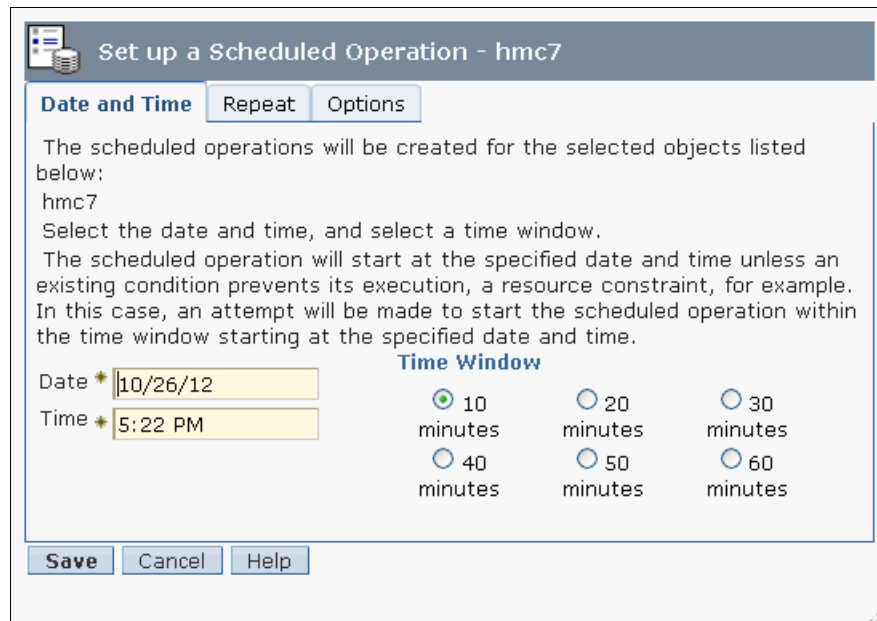 Set up a Scheduled Operation - hmc7
Date and Time Repeat Options
The scheduled operations will be created for the selected objects listed
below:
hmc7
Select the date and time, and select a time window.
The scheduled operation will start at the specified date and time unless an
existing condition prevents its execution, a resource constraint, for example.
In this case, an attempt will be made to start the scheduled operation within
the time window starting at the specified date and time.
Time Window
Date * 10/26/12
Time * 5:22 PM
10 minutes
20 minutes
30 minutes
40 minutes
50 minutes
60 minutes
Save Cancel Help